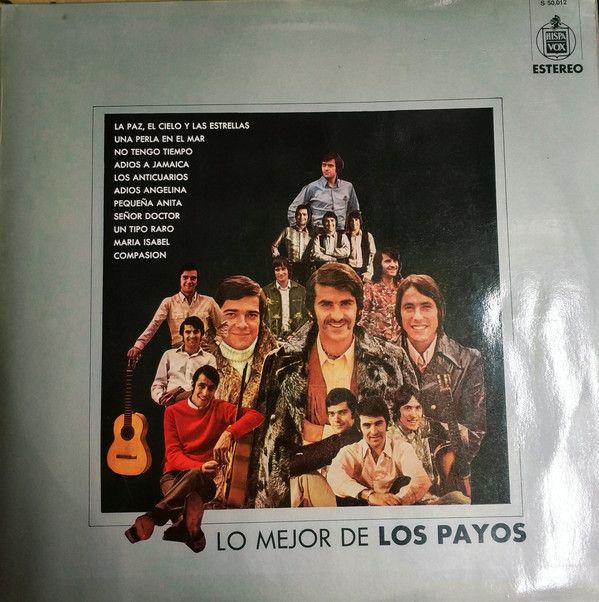 S 50.012
HISPA
VOX
ESTEREO
LA PAZ, EL CIELO Y LAS ESTRELLAS
UNA PERLA EN EL MAR
NO TENGO TIEMPO
ADIOS A JAMAICA
LOS ANTICUARIOS
ADIOS ANGELINA
PEQUEÑA ANITA
SEÑOR DOCTOR
UN TIPO RARO
MARIA ISABEL
COMPASION
LO MEJOR DE LOS PAYOS